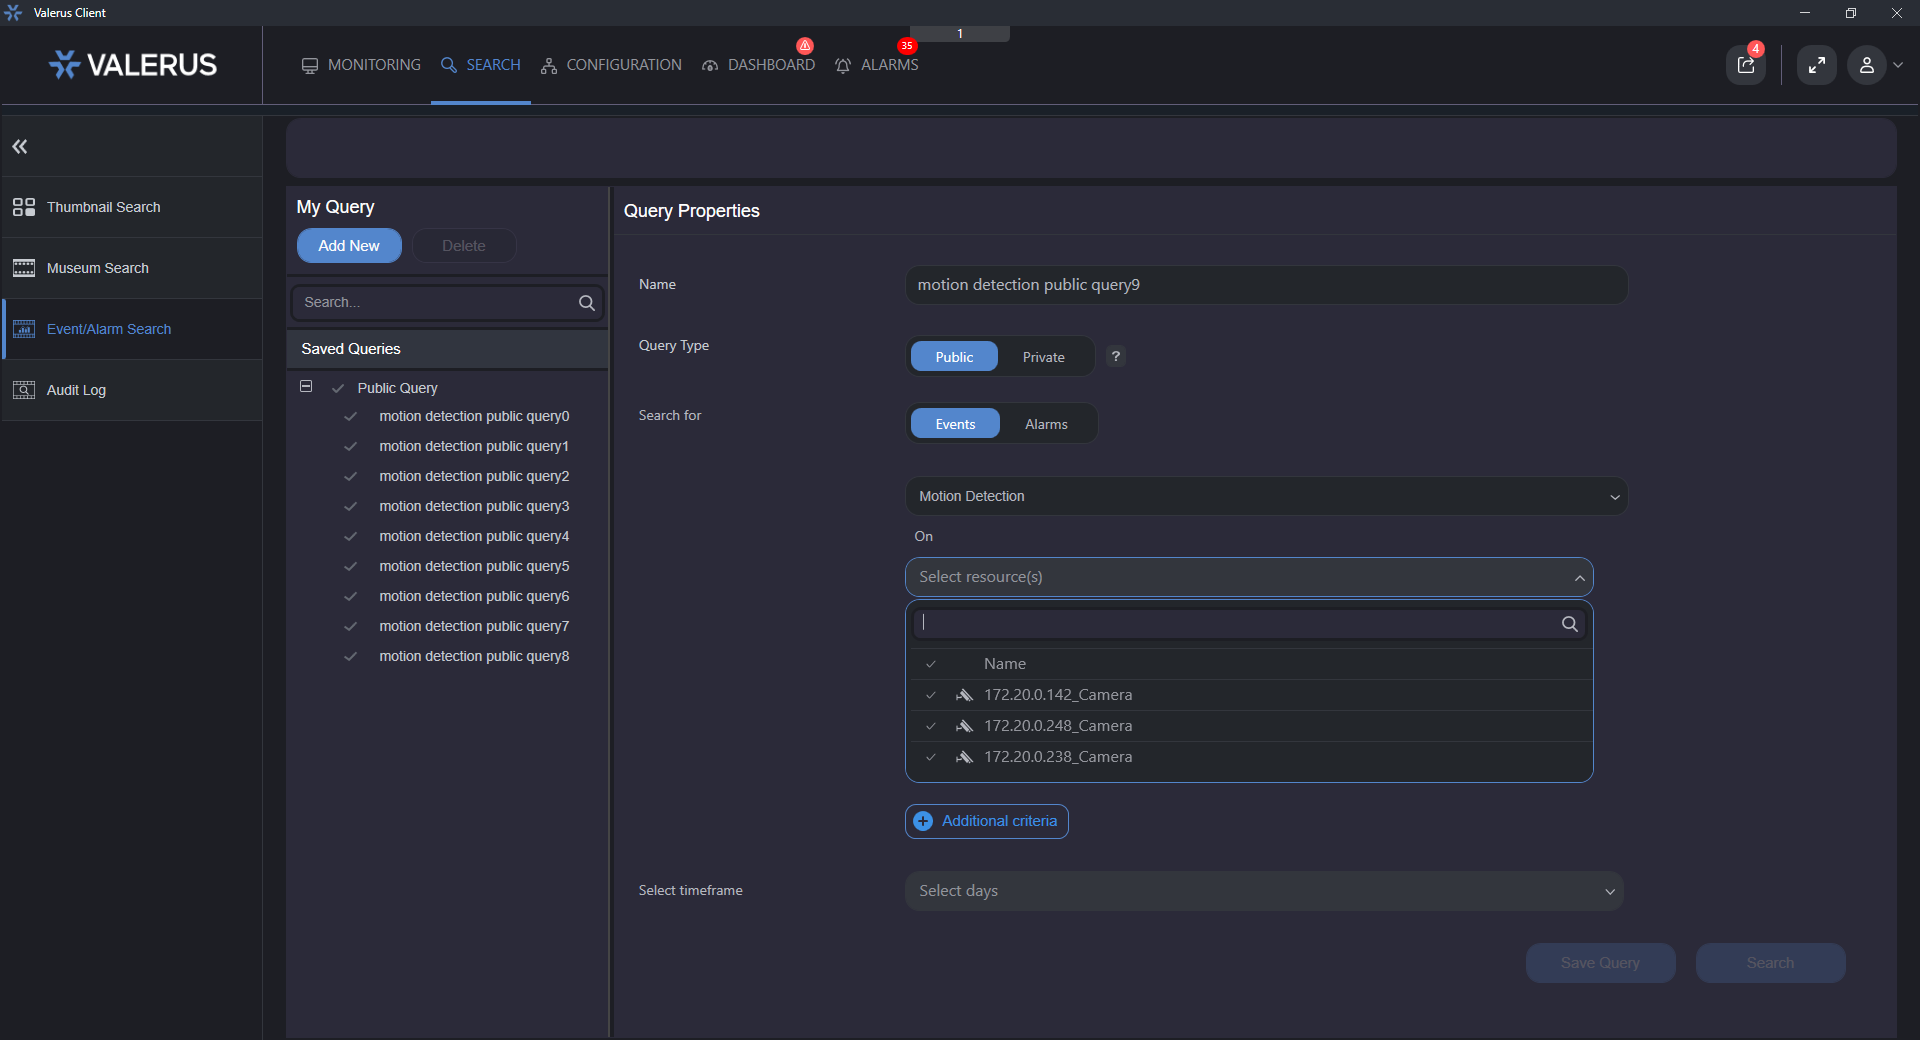 Valerus Client
1
VALERUS
MONITORING
SEARCH
CONFIGURATION
DASHBOARD
35
ALARMS
4
Thumbnail Search
Museum Search
Event/Alarm Search
Audit Log
My Query
Add New
Delete
Search...
Saved Queries
Public Query
motion detection public query0
motion detection public query1
motion detection public query2
motion detection public query3
motion detection public query4
motion detection public query5
motion detection public query6
motion detection public query7
motion detection public query8
Query Properties
Name
motion detection public query9
Query Type
Public
Private
?
Search for
Events
Alarms
Motion Detection
On
Select resource(s)
Name
172.20.0.142_Camera
172.20.0.248_Camera
172.20.0.238_Camera
Additional criteria
Select timeframe
Select days
Save Query
Search